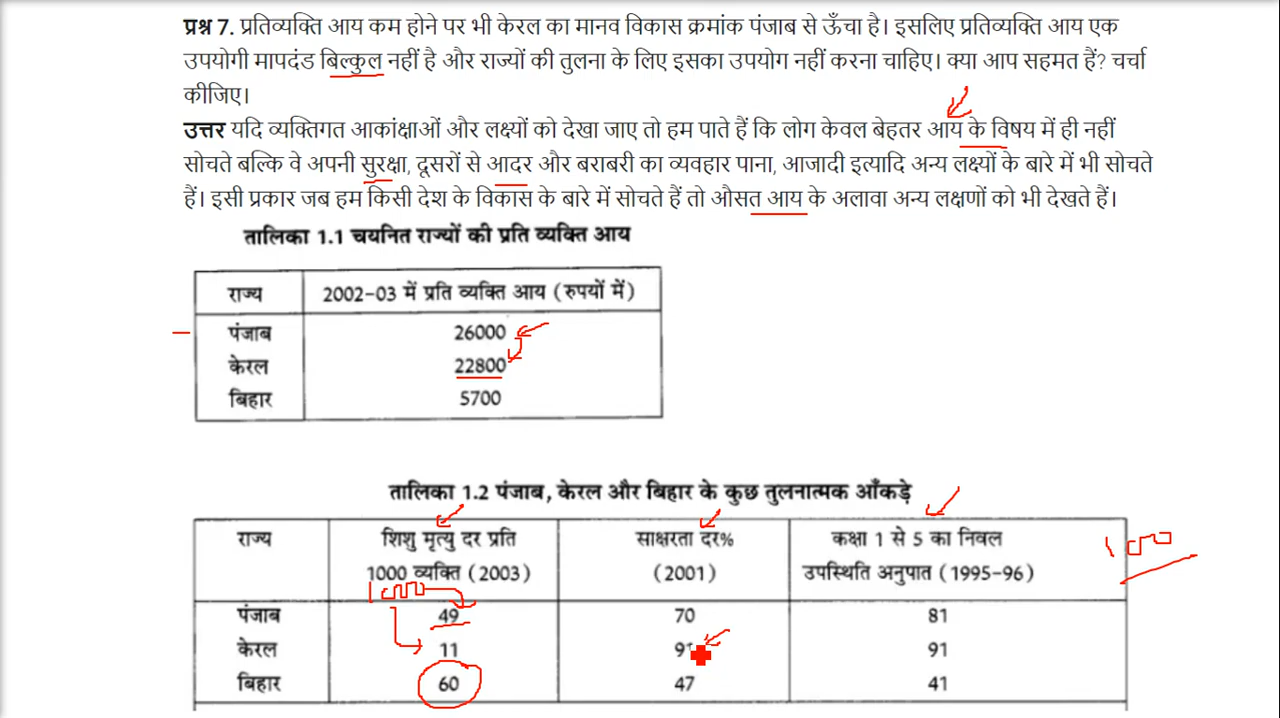 प्रश्न 7. प्रतिव्यक्ति आय कम होने पर भी केरल का मानव विकास क्रमांक पंजाब से ऊँचा है। इसलिए प्रतिव्यक्ति आय एक
उपयोगी मापदंड बिल्कुल नहीं है और राज्यों की तुलना के लिए इसका उपयोग नहीं करना चाहिए। क्या आप सहमत हैं? चर्चा
कीजिए।
उत्तर यदि व्यक्तिगत आकांक्षाओं और लक्ष्यों को देखा जाए तो हम पाते हैं कि लोग केवल बेहतर आय के विषय में ही नहीं
सोचते बल्कि वे अपनी सुरक्षा, दूसरों से आदर और बराबरी का व्यवहार पाना, आजादी इत्यादि अन्य लक्ष्यों के बारे में भी सोचते
हैं। इसी प्रकार जब हम किसी देश के विकास के बारे में सोचते हैं तो औसत आय के अलावा अन्य लक्षणों को भी देखते हैं।
तालिका 1.1 चयनित राज्यों की प्रति व्यक्ति आय
राज्य 2002-03 में प्रति व्यक्ति आय (रुपयों में)
पंजाब 26000
केरल 22800
बिहार 5700
तालिका 1.2 पंजाब, केरल और बिहार के कुछ तुलनात्मक आँकड़े
राज्य शिशु मृत्यु दर प्रति साक्षरता दर% कक्षा 1 से 5 का निवल
1000 व्यक्ति (2003) (2001) उपस्थिति अनुपात (1995-96)
100
1000
पंजाब 49 70 81
केरल 11 91 91
बिहार 60 47 41